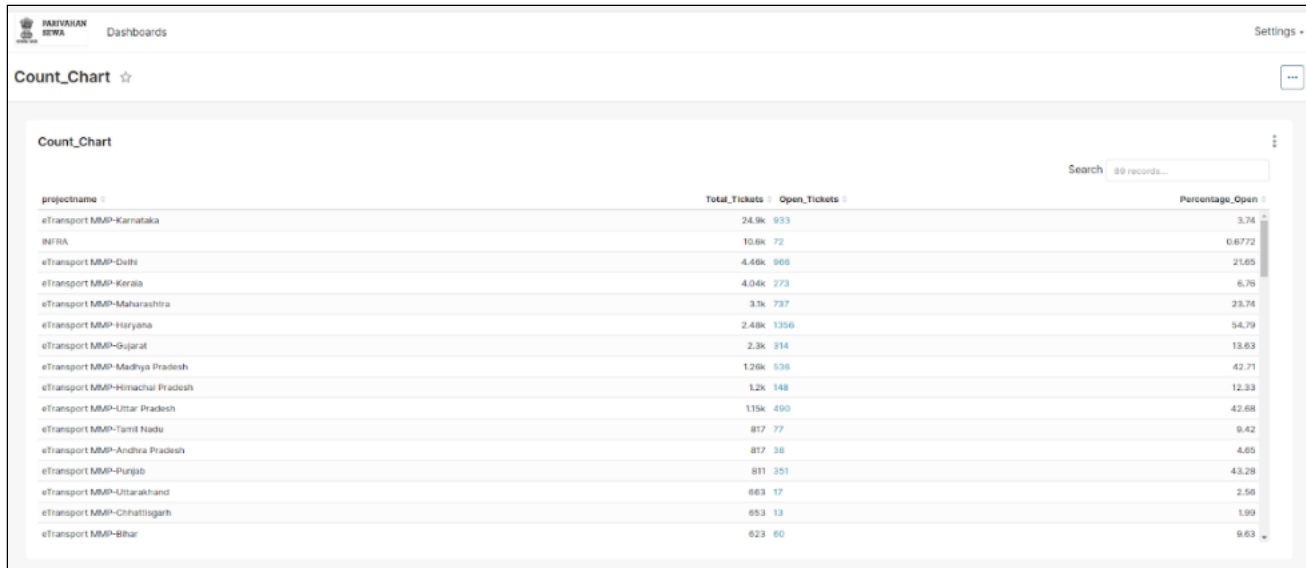 PARIVAHAN
SEWA
Dashboards
Settings
Count_Chart
Count_Chart
Search 89 records...
projectname Total_Tickets Open_Tickets Percentage_Open
eTransport MMP-Karnataka 24.9k 933 3.74
INFRA 10.6k 72 0.6772
eTransport MMP-Delhi 4.46k 966 21.65
eTransport MMP-Kerala 4.04k 273 6.76
eTransport MMP-Maharashtra 3.1k 737 23.74
eTransport MMP-Haryana 2.48k 1356 54.79
eTransport MMP-Gujarat 2.3k 314 13.63
eTransport MMP-Madhya Pradesh 1.26k 536 42.71
eTransport MMP-Himachal Pradesh 1.2k 148 12.33
eTransport MMP-Uttar Pradesh 1.15k 490 42.68
eTransport MMP-Tamil Nadu 817 77 9.42
eTransport MMP-Andhra Pradesh 817 38 4.65
eTransport MMP-Punjab 811 351 43.28
eTransport MMP-Uttarakhand 663 17 2.56
eTransport MMP-Chhattisgarh 653 13 1.99
eTransport MMP-Bihar 623 60 9.63